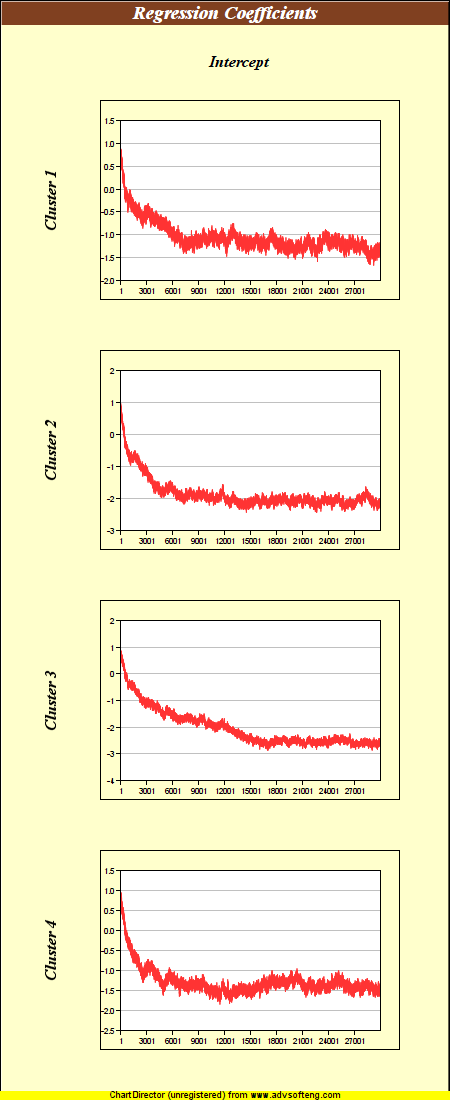 Regression Coefficients
Intercept
Cluster 1
1.5
1.0
0.5
0.0
-0.5
-1.0
-1.5
-2.0
1 3001 6001 9001 12001 15001 18001 21001 24001 27001
Cluster 2
2
1
0
-1
-2
-3
1 3001 6001 9001 12001 15001 18001 21001 24001 27001
Cluster 3
2
1
0
-1
-2
-3
-4
1 3001 6001 9001 12001 15001 18001 21001 24001 27001
Cluster 4
1.5
1.0
0.5
0.0
-0.5
-1.0
-1.5
-2.0
-2.5
1 3001 6001 9001 12001 15001 18001 21001 24001 27001
ChartDirector (unregistered) from www.advsofteng.com